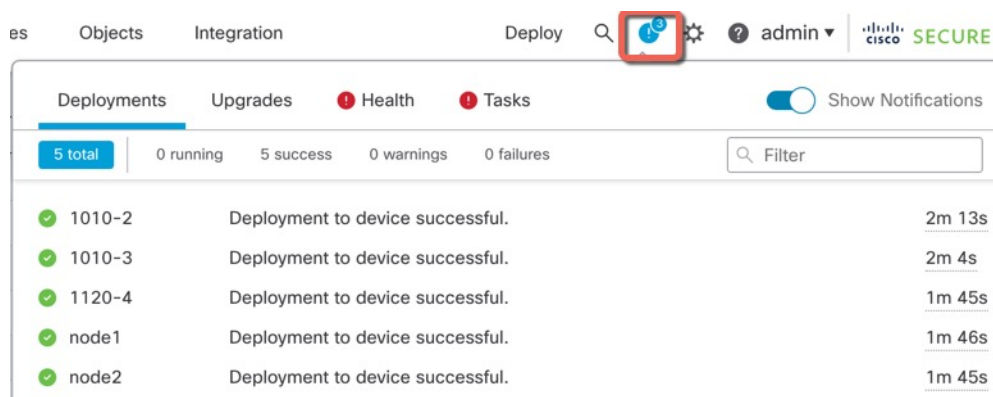 es Objects Integration Deploy 3 ? admin ▾ cisco SECURE
Deployments Upgrades ! Health ! Tasks Show Notifications
5 total 0 running 5 success 0 warnings 0 failures Filter
1010-2 Deployment to device successful. 2m 13s
1010-3 Deployment to device successful. 2m 4s
1120-4 Deployment to device successful. 1m 45s
node1 Deployment to device successful. 1m 46s
node2 Deployment to device successful. 1m 45s